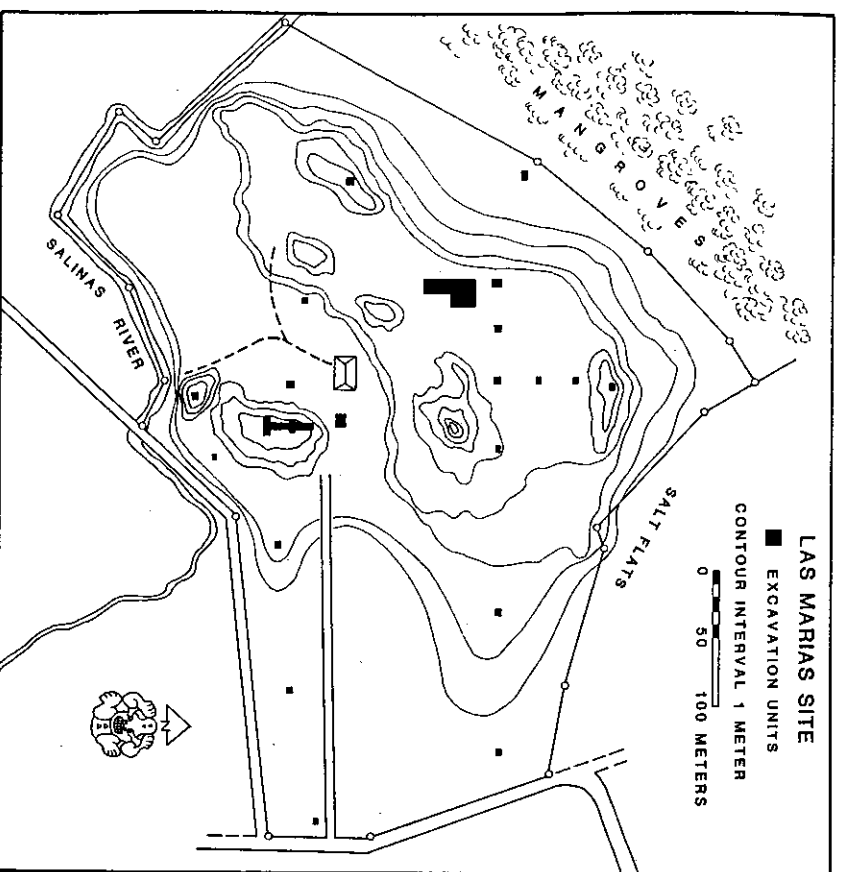 LAS MARIAS SITE
EXCAVATION UNITS
CONTOUR INTERVAL 1 METER
0 50 100 METERS
MANGROVES
SALT FLATS
SALINAS RIVER
N